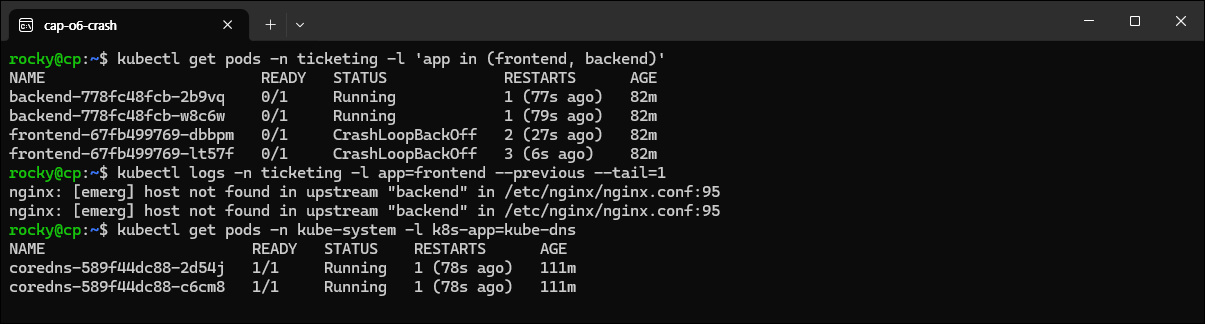 cap-o6-crash
rocky@cp:~$ kubectl get pods -n ticketing -l 'app in (frontend, backend)'
NAME                        READY   STATUS             RESTARTS      AGE
backend-778fc48fcb-2b9vq    0/1     Running            1 (77s ago)   82m
backend-778fc48fcb-w8c6w    0/1     Running            1 (79s ago)   82m
frontend-67fb499769-dbbpm   0/1     CrashLoopBackOff   2 (27s ago)   82m
frontend-67fb499769-lt57f   0/1     CrashLoopBackOff   3 (6s ago)    82m
rocky@cp:~$ kubectl logs -n ticketing -l app=frontend --previous --tail=1
nginx: [emerg] host not found in upstream "backend" in /etc/nginx/nginx.conf:95
nginx: [emerg] host not found in upstream "backend" in /etc/nginx/nginx.conf:95
rocky@cp:~$ kubectl get pods -n kube-system -l k8s-app=kube-dns
NAME                       READY   STATUS    RESTARTS      AGE
coredns-589f44dc88-2d54j   1/1     Running   1 (78s ago)   111m
coredns-589f44dc88-c6cm8   1/1     Running   1 (78s ago)   111m